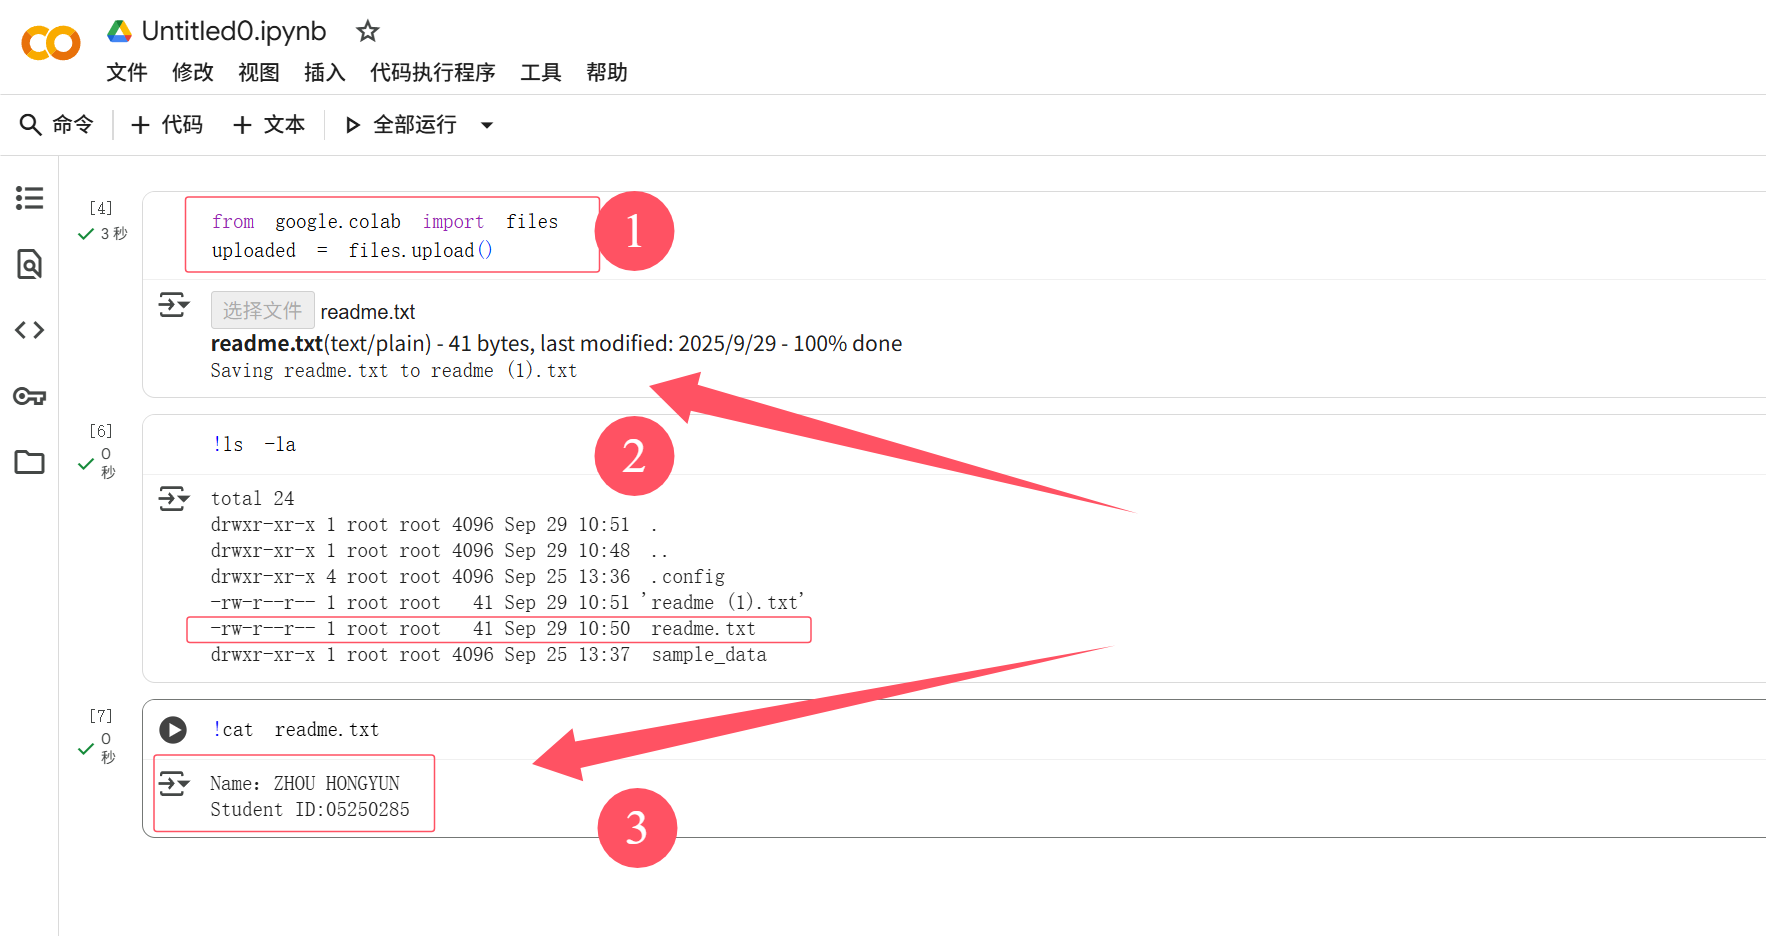 CO Untitled0.ipynb
文件 修改 视图 插入 代码执行程序 工具 帮助
命令 + 代码 + 文本 全部运行
[4]
3 秒
from google.colab import files
uploaded = files.upload()
1
选择文件 readme.txt
readme.txt(text/plain) - 41 bytes, last modified: 2025/9/29 - 100% done
Saving readme.txt to readme (1).txt
[6]
0
秒
!ls -la
2
total 24
drwxr-xr-x 1 root root 4096 Sep 29 10:51 .
drwxr-xr-x 1 root root 4096 Sep 29 10:48 ..
drwxr-xr-x 4 root root 4096 Sep 25 13:36 .config
-rw-r--r-- 1 root root 41 Sep 29 10:51 'readme (1).txt'
-rw-r--r-- 1 root root 41 Sep 29 10:50 readme.txt
drwxr-xr-x 1 root root 4096 Sep 25 13:37 sample_data
[7]
0
秒
!cat readme.txt
Name：ZHOU HONGYUN
Student ID:05250285
3